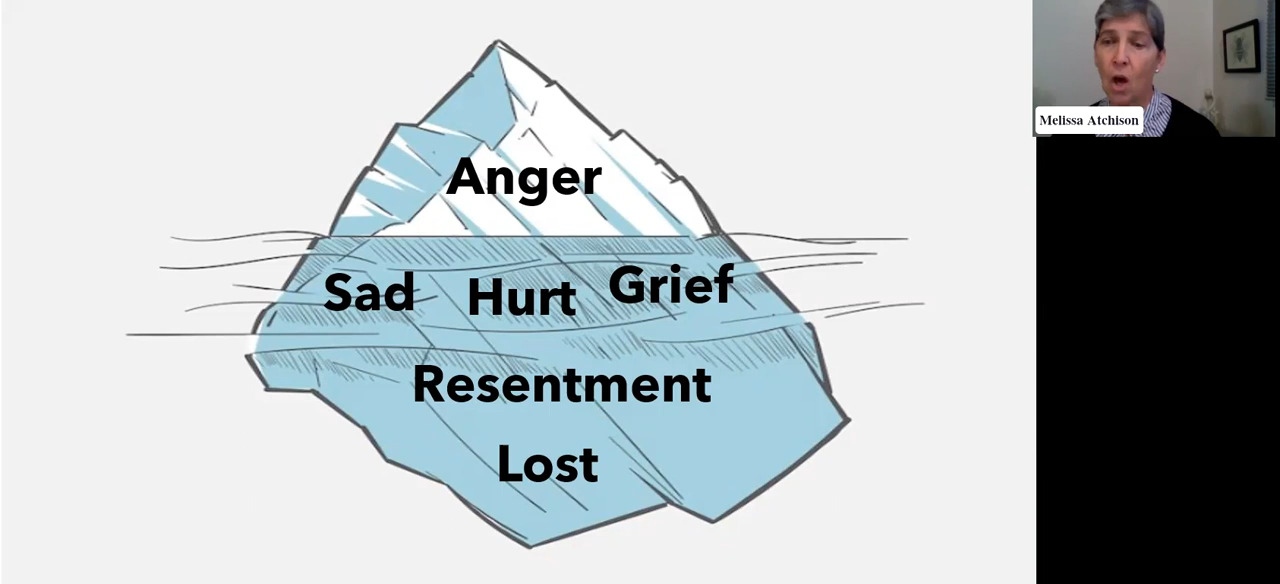 Melissa Atchison
Anger
Sad Hurt Grief
Resentment
Lost